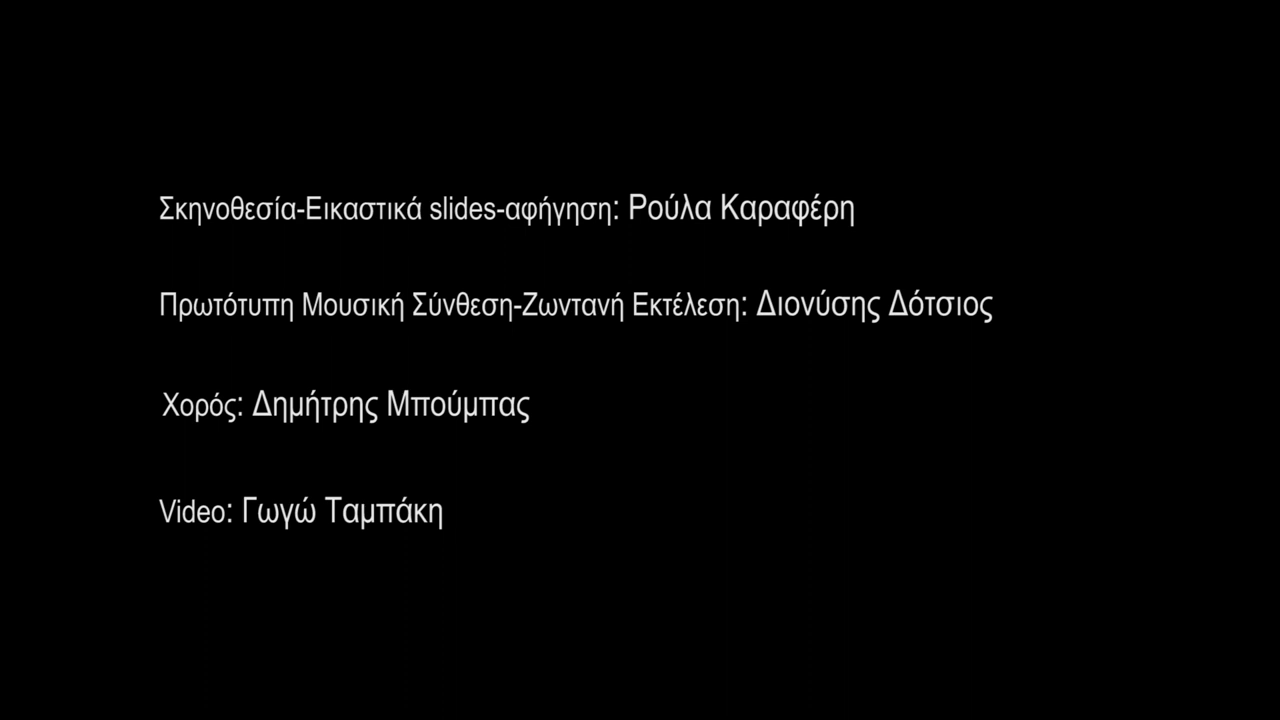 Σκηνοθεσία-Εικαστικά slides-αφήγηση: Ρούλα Καραφέρη
Πρωτότυπη Μουσική Σύνθεση-Ζωντανή Εκτέλεση: Διονύσης Δότσιος
Χορός: Δημήτρης Μπούμπας
Video: Γωγώ Ταμπάκη